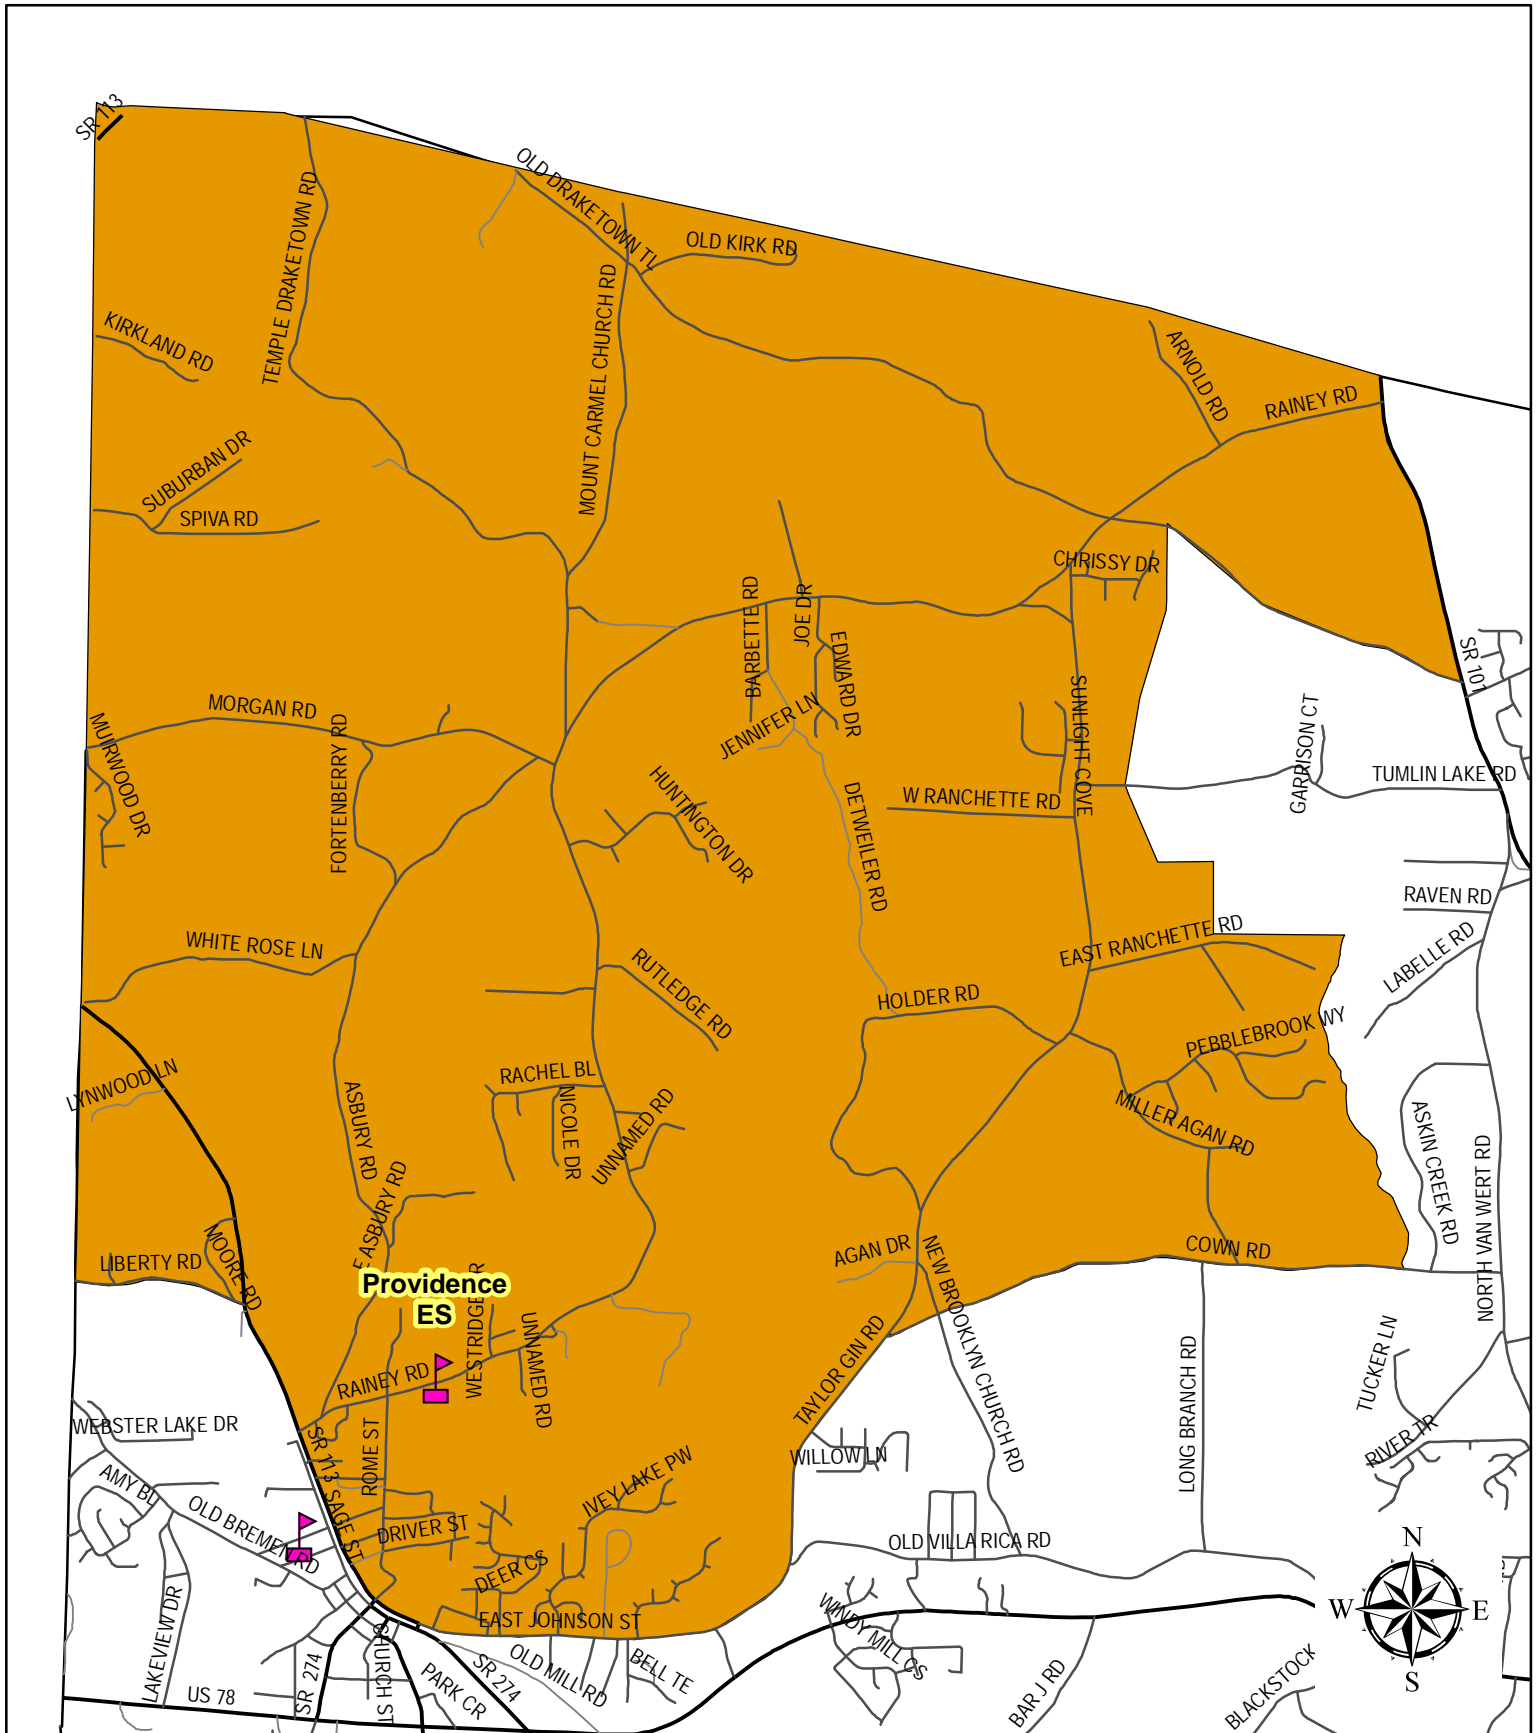 SR 113
OLD DRAKETOWN TL
OLD KIRK RD
TEMPLE DRAKETOWN RD
MOUNT CARMEL CHURCH RD
KIRKLAND RD
ARNOLD RD
RAINEY RD
SUBURBAN DR
SPIVA RD
CHRISSY DR
BARBETTE RD
JOE DR
EDWARD DR
JENNIFER LN
SR 101
MORGAN RD
MUIRWOOD DR
FORTENBERRY RD
SUNLIGHT COVE
GARRISON CT
TUMLIN LAKE RD
HUNTINGTON DR
DETWEILER RD
W RANCHETTE RD
RAVEN RD
WHITE ROSE LN
EAST RANCHETTE RD
LABELLE RD
RUTLEDGE RD
HOLDER RD
PEBBLEBROOK WY
LYNWOOD LN
ASBURY RD
RACHEL BL
NICOLE DR
UNNAMED RD
MILLER AGAN RD
ASKIN CREEK RD
NORTH VAN WERT RD
E ASBURY RD
MOORE RD
LIBERTY RD
AGAN DR
NEW BROOKLYN CHURCH RD
COWN RD
Providence
ES
UNNAMED RD
RAINEY RD
TAYLOR GIN RD
LONG BRANCH RD
TUCKER LN
RIVER TR
WEBSTER LAKE DR
AMY BL
OLD BREMEN RD
SR 113
SAGE ST
ROME ST
IVEY LAKE PW
WILLOW LN
DRIVER ST
DEER CS
OLD VILLA RICA RD
EAST JOHNSON ST
WINDY MILL CS
LAKEVIEW DR
US 78
SR 274
CHURCH ST
PARK CR
SR 274
OLD MILL RD
BELL TE
BAR J RD
BLACKSTOCK
N
W
E
S